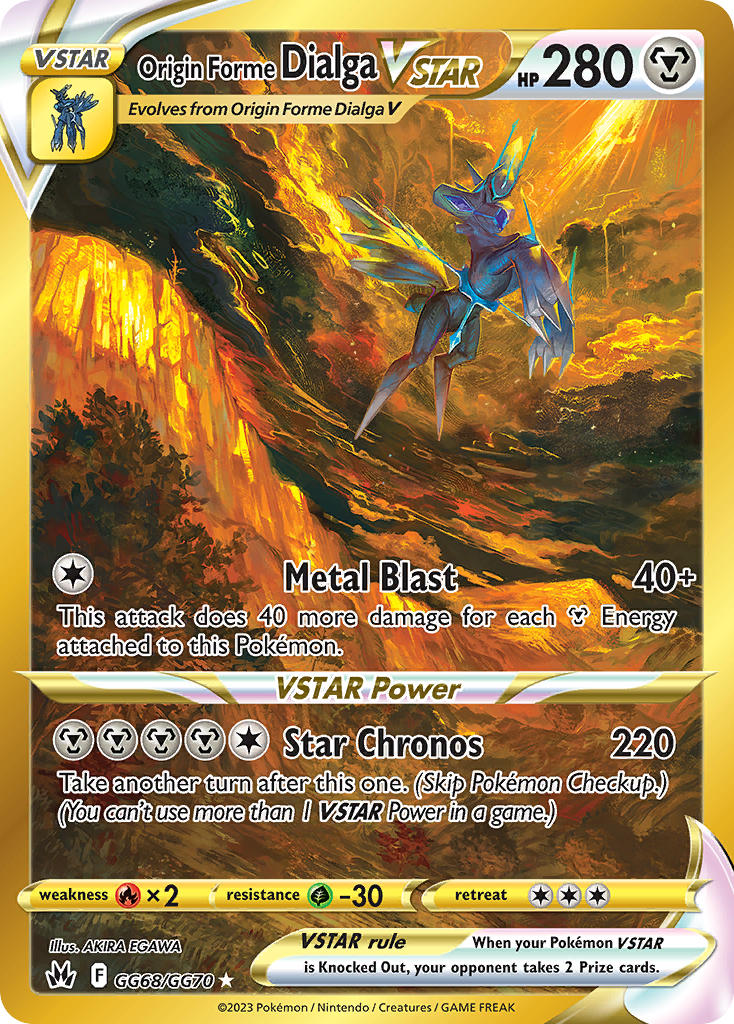 VSTAR Origin Forme Dialga VSTAR HP 280
Evolves from Origin Forme Dialga V
Metal Blast 40+
This attack does 40 more damage for each Energy
attached to this Pokémon.
VSTAR Power
Star Chronos 220
Take another turn after this one. (Skip Pokémon Checkup.)
(You can't use more than 1 VSTAR Power in a game.)
weakness ×2 resistance -30 retreat
Illus. AKIRA EGAWA
VSTAR rule When your Pokémon VSTAR
is Knocked Out, your opponent takes 2 Prize cards.
F GG68/GG70
©2023 Pokémon / Nintendo / Creatures / GAME FREAK